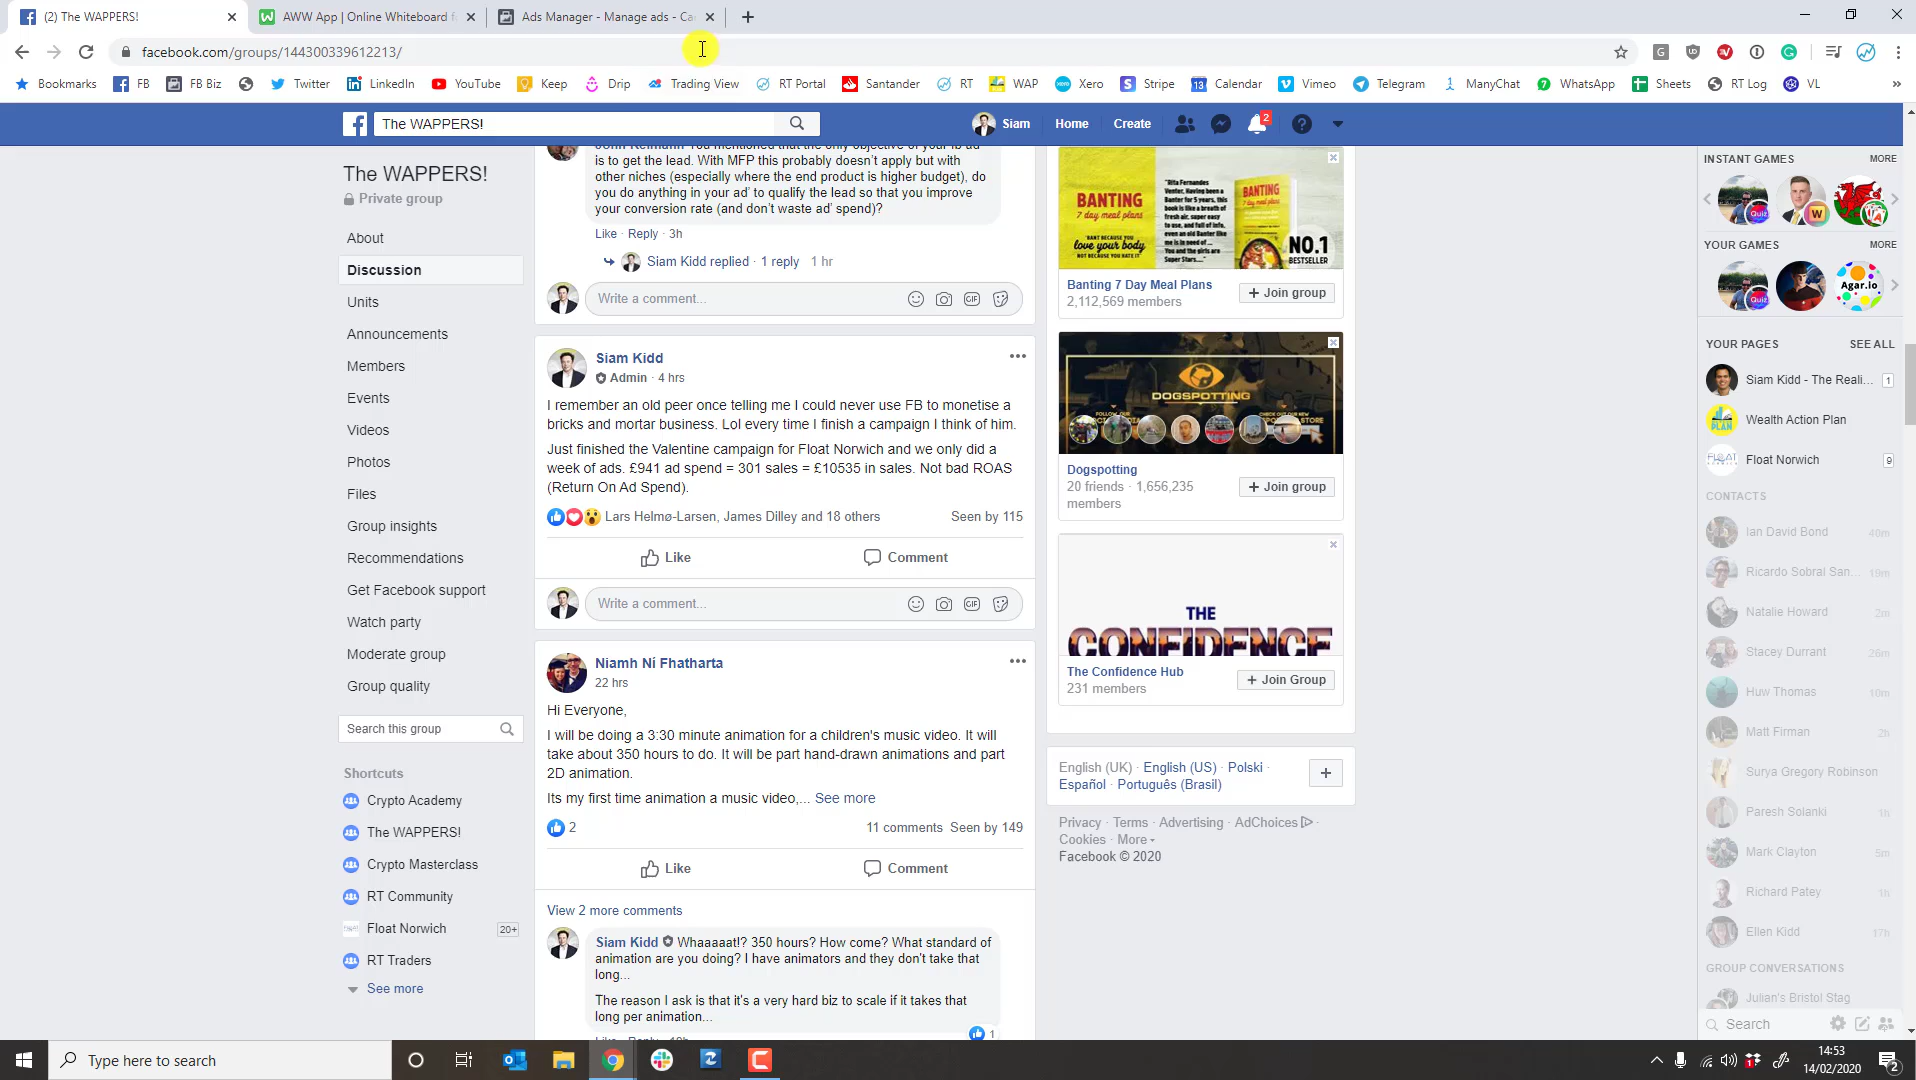 (2) The WAPPERS!
AWW App | Online Whiteboard f
Ads Manager - Manage ads - Ca
facebook.com/groups/144300339612213/
Bookmarks
FB
FB Biz
Twitter
LinkedIn
YouTube
Keep
Drip
Trading View
RT Portal
Santander
RT
WAP
Xero
Stripe
Calendar
Vimeo
Telegram
ManyChat
WhatsApp
Sheets
RT Log
VL
The WAPPERS!
Siam
Home
Create
2
The WAPPERS!
Private group
About
Discussion
Units
Announcements
Members
Events
Videos
Photos
Files
Group insights
Recommendations
Get Facebook support
Watch party
Moderate group
Group quality
Search this group
Shortcuts
Crypto Academy
The WAPPERS!
Crypto Masterclass
RT Community
Float Norwich 20+
RT Traders
See more
is to get the lead. With MFP this probably doesn't apply but with
other niches (especially where the end product is higher budget), do
you do anything in your ad' to qualify the lead so that you improve
your conversion rate (and don't waste ad' spend)?
Like · Reply · 3h
Siam Kidd replied · 1 reply 1 hr
Write a comment...
GIF
Siam Kidd
Admin · 4 hrs
I remember an old peer once telling me I could never use FB to monetise a
bricks and mortar business. Lol every time I finish a campaign I think of him.
Just finished the Valentine campaign for Float Norwich and we only did a
week of ads. £941 ad spend = 301 sales = £10535 in sales. Not bad ROAS
(Return On Ad Spend).
Lars Helmø-Larsen, James Dilley and 18 others Seen by 115
Like Comment
Write a comment...
GIF
Niamh Ní Fhatharta
22 hrs
Hi Everyone,
I will be doing a 3:30 minute animation for a children's music video. It will
take about 350 hours to do. It will be part hand-drawn animations and part
2D animation.
Its my first time animation a music video,... See more
2 11 comments Seen by 149
Like Comment
View 2 more comments
Siam Kidd Whaaaaat!? 350 hours? How come? What standard of
animation are you doing? I have animators and they don't take that
long...
The reason I ask is that it's a very hard biz to scale if it takes that
long per animation...
1
BANTING
7 day meal plans
love your body
NO.1
BESTSELLER
Banting 7 Day Meal Plans
2,112,569 members
+ Join group
DOGSPOTTING
Dogspotting
20 friends · 1,656,235
members
+ Join group
THE
CONFIDENCE
The Confidence Hub
231 members
+ Join Group
English (UK) · English (US) · Polski ·
Español · Português (Brasil)
Privacy · Terms · Advertising · AdChoices ·
Cookies · More
Facebook © 2020
INSTANT GAMES MORE
YOUR GAMES MORE
Quiz
Agar.io
YOUR PAGES SEE ALL
Siam Kidd - The Reali... 1
Wealth Action Plan
Float Norwich 9
CONTACTS
Ian David Bond 40m
Ricardo Sobral San... 19m
Natalie Howard 2m
Stacey Durrant 26m
Huw Thomas 10m
Matt Firman 2h
Surya Gregory Robinson
Paresh Solanki 1h
Mark Clayton 5m
Richard Patey 1h
Ellen Kidd 17h
GROUP CONVERSATIONS
Julian's Bristol Stag
Search
Type here to search
14:53
14/02/2020
2